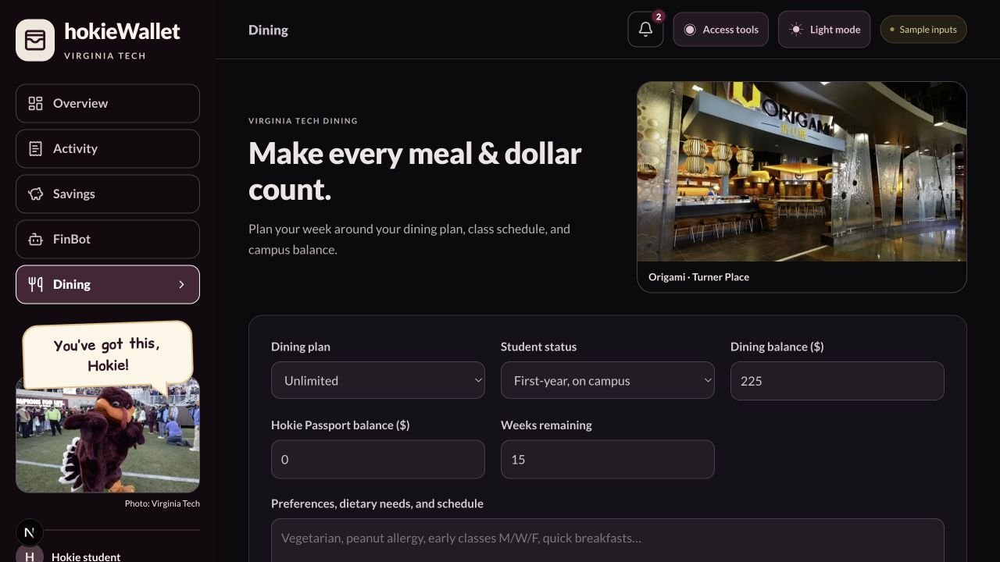 hokieWallet
VIRGINIA TECH
Overview
Activity
Savings
FinBot
Dining
You've got this,
Hokie!
Photo: Virginia Tech
N
H
Hokie student
Dining
2
Access tools
Light mode
Sample inputs
VIRGINIA TECH DINING
Make every meal & dollar
count.
Plan your week around your dining plan, class schedule, and
campus balance.
ORIGAMI
Origami · Turner Place
Dining plan
Unlimited
Student status
First-year, on campus
Dining balance ($)
225
Hokie Passport balance ($)
0
Weeks remaining
15
Preferences, dietary needs, and schedule
Vegetarian, peanut allergy, early classes M/W/F, quick breakfasts...